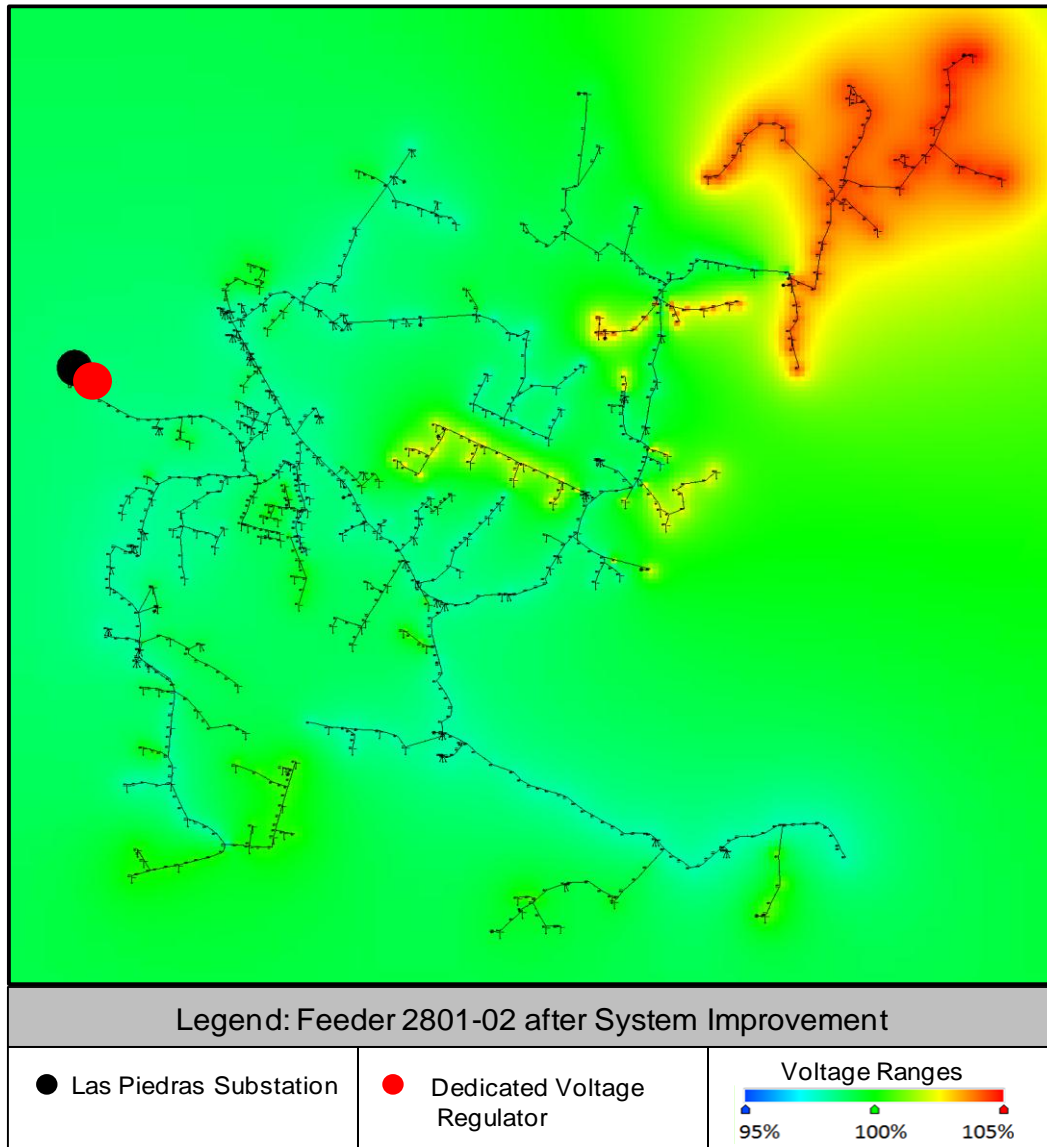 Legend: Feeder 2801-02 after System Improvement
Las Piedras Substation
Dedicated Voltage
Regulator
Voltage Ranges
95% 100% 105%